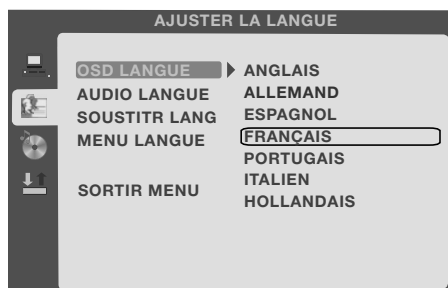 AJUSTER LA LANGUE
OSD LANGUE
AUDIO LANGUE
SOUSTITR LANG
MENU LANGUE
SORTIR MENU
ANGLAIS
ALLEMAND
ESPAGNOL
FRANÇAIS
PORTUGAIS
ITALIEN
HOLLANDAIS